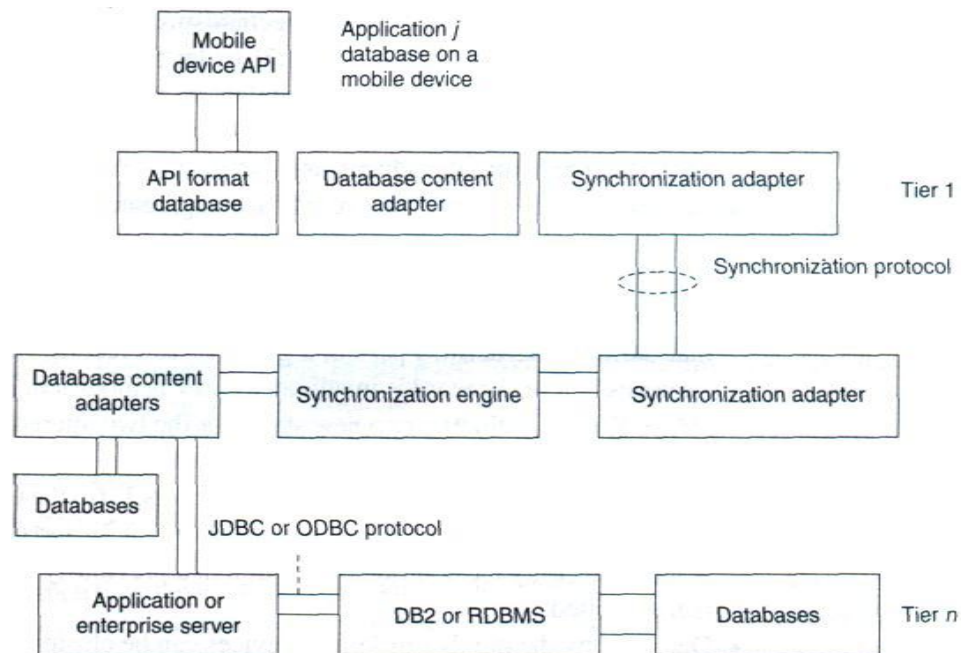 Mobile
device API
Application j
database on a
mobile device
API format
database
Database content
adapter
Synchronization adapter
Tier 1
Synchronization protocol
Database content
adapters
Synchronization engine
Synchronization adapter
Databases
JDBC or ODBC protocol
Application or
enterprise server
DB2 or RDBMS
Databases
Tier n